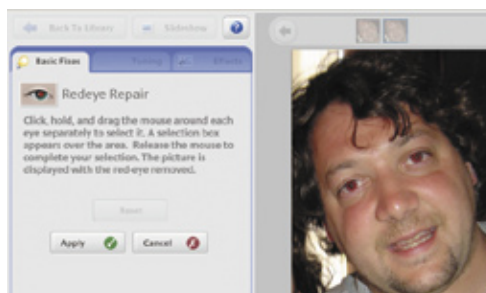 Back To Library Slideshow ?
Basic Fixes Tuning Effects
Redeye Repair
Click, hold, and drag the mouse around each
eye separately to select it. A selection box
appears over the area. Release the mouse to
complete your selection. The picture is
displayed with the red-eye removed.
Reset
Apply Cancel